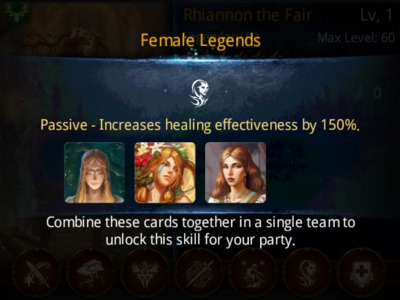 Rhiannon the Fair
Lv. 1
Female Legends
Max Level: 60
0
Passive - Increases healing effectiveness by 150%.
Combine these cards together in a single team to
unlock this skill for your party.